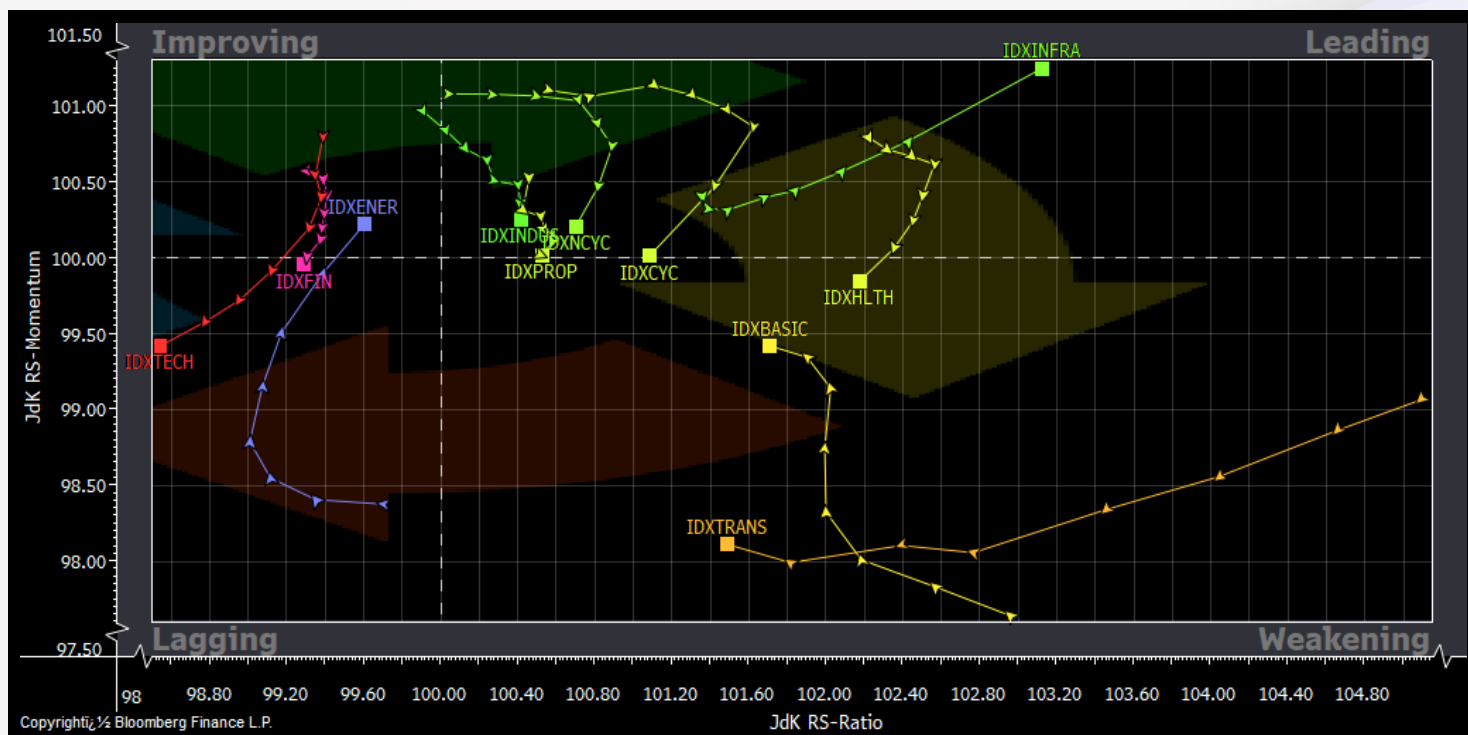 101.50
Improving
Leading
IDXINFRA
101.00
100.50
IDXENER
IDXINDUS
IDXNCYC
100.00
IDXFIN
IDXPROP
IDXCYC
IDXHLTH
JdK RS-Momentum
99.50
IDXTECH
IDXBASIC
99.00
98.50
IDXTRANS
98.00
97.50
Lagging
Weakening
98 98.80 99.20 99.60 100.00 100.40 100.80 101.20 101.60 102.00 102.40 102.80 103.20 103.60 104.00 104.40 104.80
Copyrightï¿½ Bloomberg Finance L.P.
JdK RS-Ratio